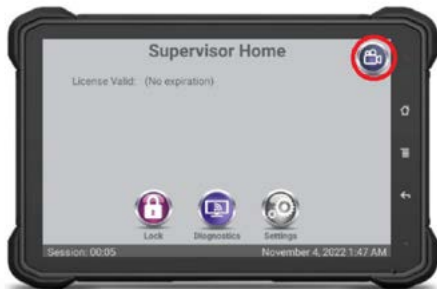 Supervisor Home
License Valid: (No expiration)
Lock Diagnostics Settings
Session: 00:05 November 4, 2022 1:47 AM